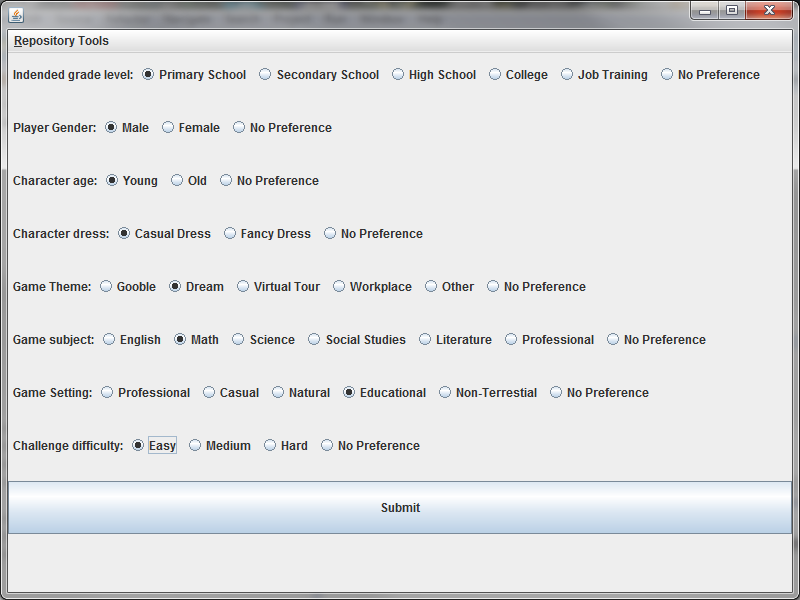 Repository Tools
Indended grade level: Primary School Secondary School High School College Job Training No Preference
Player Gender: Male Female No Preference
Character age: Young Old No Preference
Character dress: Casual Dress Fancy Dress No Preference
Game Theme: Gooble Dream Virtual Tour Workplace Other No Preference
Game subject: English Math Science Social Studies Literature Professional No Preference
Game Setting: Professional Casual Natural Educational Non-Terrestial No Preference
Challenge difficulty: Easy Medium Hard No Preference
Submit